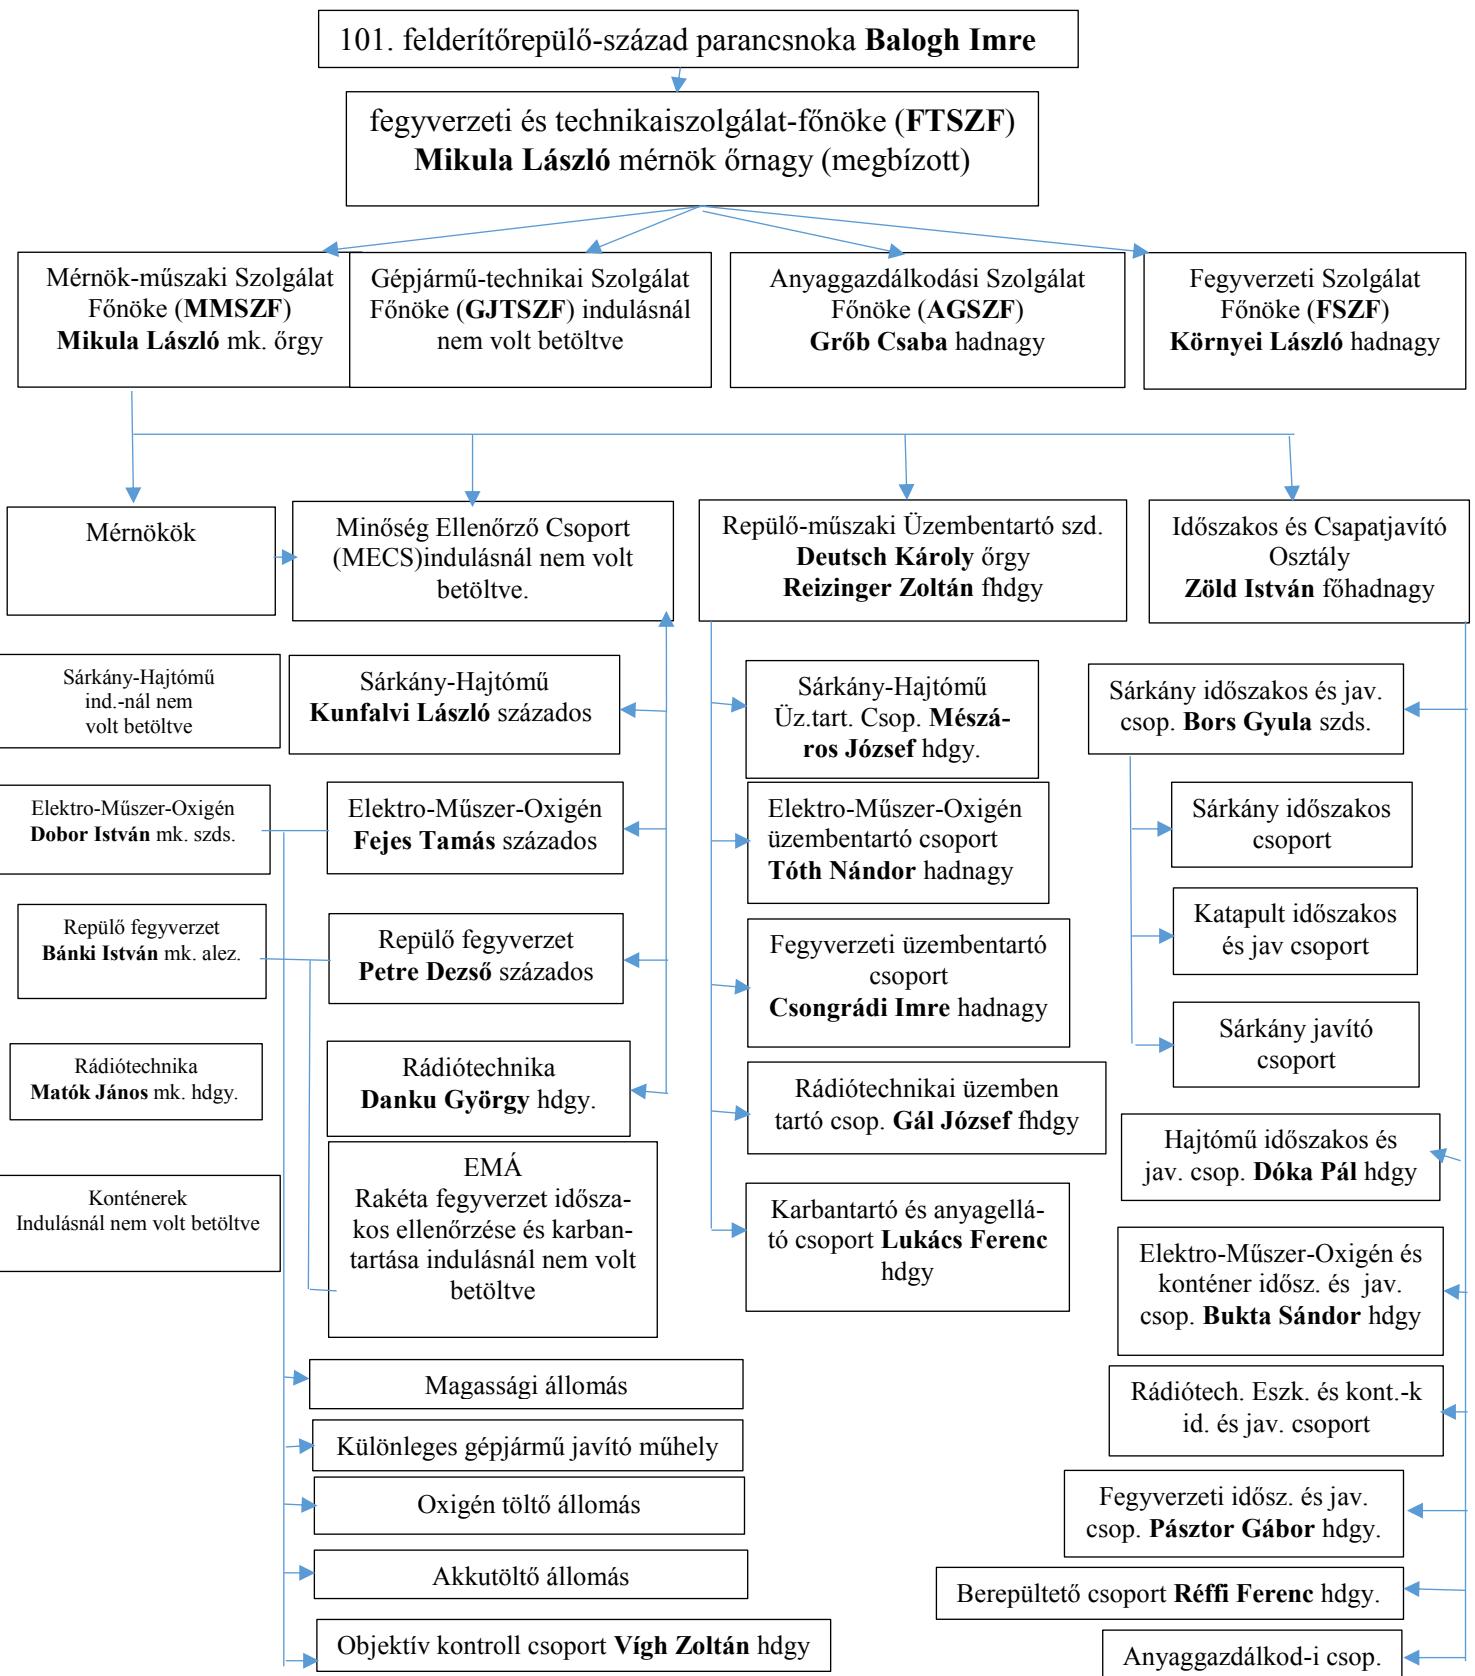 101. felderítőrepülő-század parancsnoka Balogh Imre
fegyverzeti és technikaiszolgálat-főnöke (FTSZF)
Mikula László mérnök őrnagy (megbízott)
Mérnök-műszaki Szolgálat
Főnöke (MMSZF)
Mikula László mk. őrgy
Gépjármű-technikai Szolgálat
Főnöke (GJTSZF) indulásnál
nem volt betöltve
Anyaggazdálkodási Szolgálat
Főnöke (AGSZF)
Grőb Csaba hadnagy
Fegyverzeti Szolgálat
Főnöke (FSZF)
Környei László hadnagy
Mérnökök
Minőség Ellenőrző Csoport
(MECS)indulásnál nem volt
betöltve.
Repülő-műszaki Üzembentartó szd.
Deutsch Károly őrgy
Reizinger Zoltán fhdgy
Időszakos és Csapatjavító
Osztály
Zöld István főhadnagy
Sárkány-Hajtómű
ind.-nál nem
volt betöltve
Elektro-Műszer-Oxigén
Dobor István mk. szds.
Repülő fegyverzet
Bánki István mk. alez.
Rádiótechnika
Matók János mk. hdgy.
Konténerek
Indulásnál nem volt betöltve
Sárkány-Hajtómű
Kunfalvi László százados
Elektro-Műszer-Oxigén
Fejes Tamás százados
Repülő fegyverzet
Petre Dezső százados
Rádiótechnika
Danku György hdgy.
EMÁ
Rakéta fegyverzet idősza-
kos ellenőrzése és karban-
tartása indulásnál nem volt
betöltve
Magassági állomás
Különleges gépjármű javító műhely
Oxigén töltő állomás
Akkutöltő állomás
Objektív kontroll csoport Vígh Zoltán hdgy
Sárkány-Hajtómű
Üz.tart. Csop. Mészá-
ros József hdgy.
Elektro-Műszer-Oxigén
üzembentartó csoport
Tóth Nándor hadnagy
Fegyverzeti üzembentartó
csoport
Csongrádi Imre hadnagy
Rádiótechnikai üzemben
tartó csop. Gál József fhdgy
Karbantartó és anyagellá-
tó csoport Lukács Ferenc
hdgy
Sárkány időszakos és jav.
csop. Bors Gyula szds.
Sárkány időszakos
csoport
Katapult időszakos
és jav csoport
Sárkány javító
csoport
Hajtómű időszakos és
jav. csop. Dóka Pál hdgy
Elektro-Műszer-Oxigén és
konténer idősz. és jav.
csop. Bukta Sándor hdgy
Rádiótech. Eszk. és kont.-k
id. és jav. csoport
Fegyverzeti idősz. és jav.
csop. Pásztor Gábor hdgy.
Berepültető csoport Réffi Ferenc hdgy.
Anyaggazdálkod-i csop.